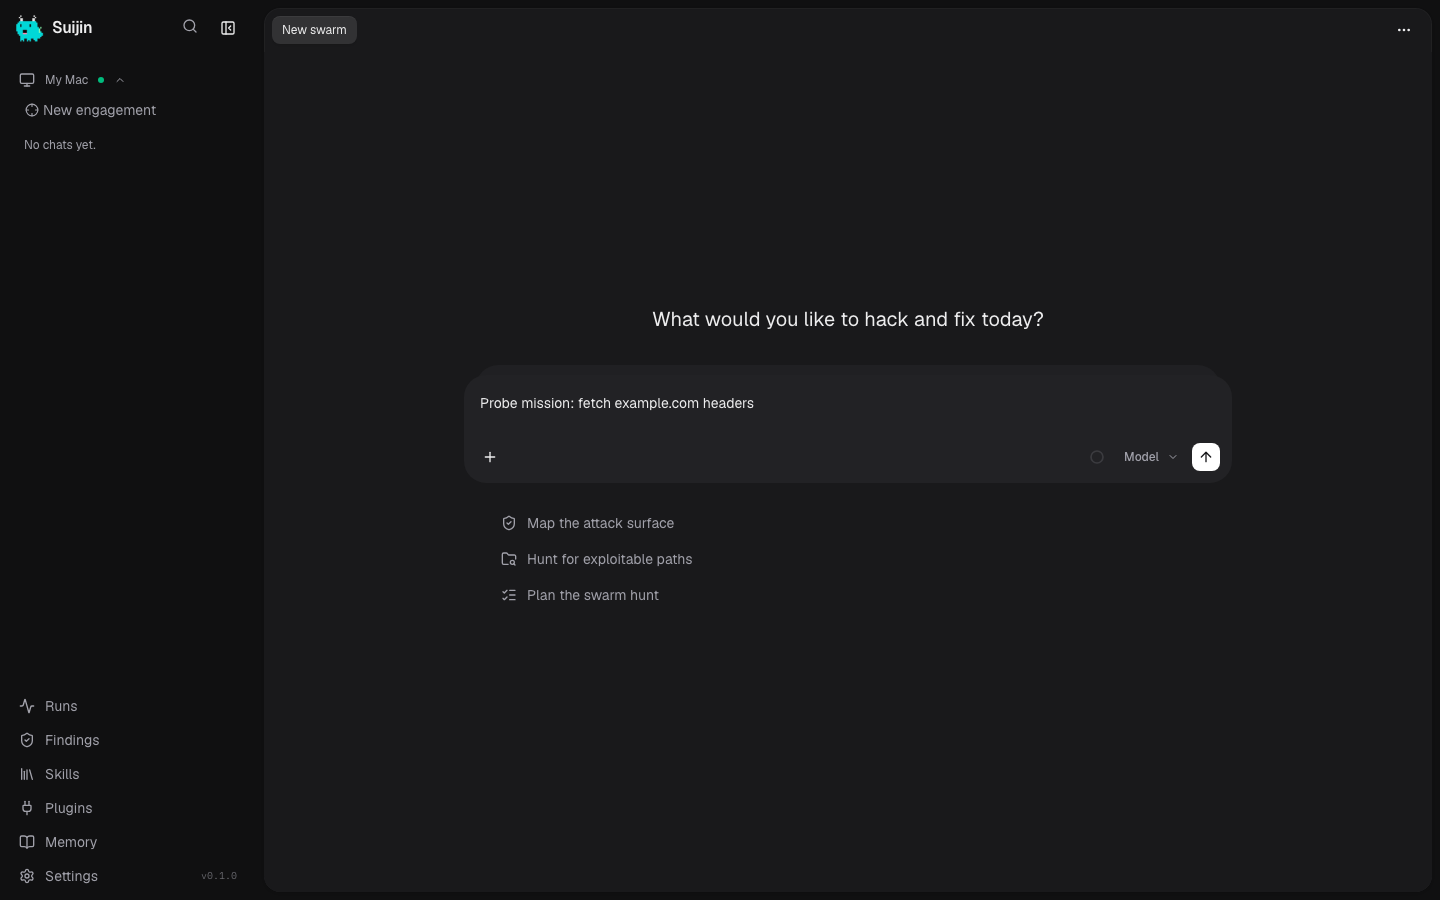 Suijin
My Mac
New engagement
No chats yet.
Runs
Findings
Skills
Plugins
Memory
Settings
v0.1.0
New swarm
What would you like to hack and fix today?
Probe mission: fetch example.com headers
Model
Map the attack surface
Hunt for exploitable paths
Plan the swarm hunt